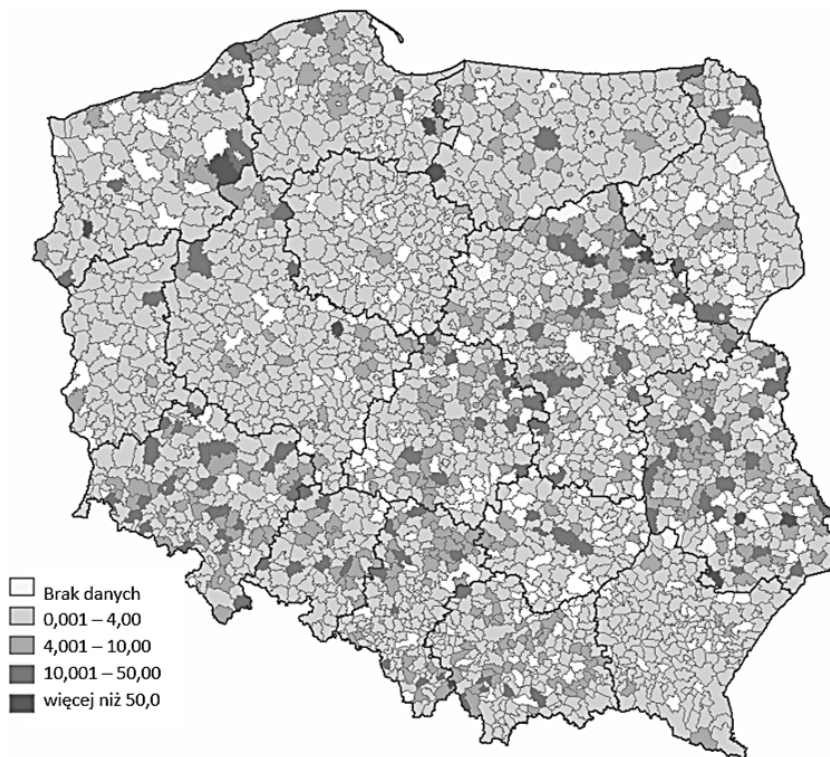 Brak danych
0,001 – 4,00
4,001 – 10,00
10,001 – 50,00
więcej niż 50,0